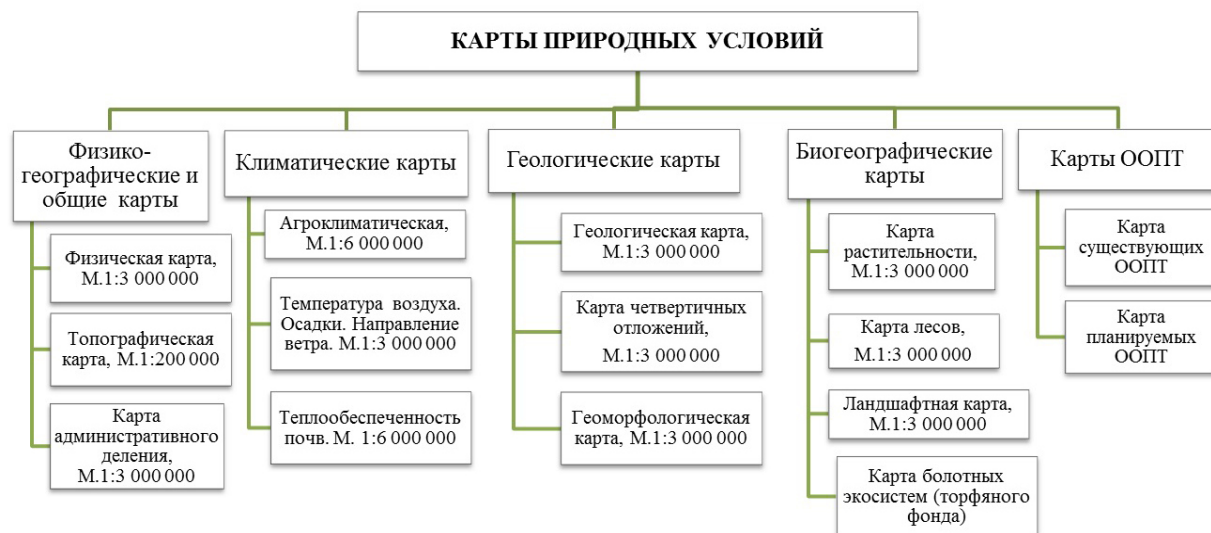 КАРТЫ ПРИРОДНЫХ УСЛОВИЙ
Физико-
географические и
общие карты
Физическая карта,
М.1:3 000 000
Топографическая
карта, М.1:200 000
Карта
административного
деления,
М.1:3 000 000
Климатические карты
Агроклиматическая,
М.1:6 000 000
Температура воздуха.
Осадки. Направление
ветра. М.1:3 000 000
Теплообеспеченность
почв. М. 1:6 000 000
Геологические карты
Геологическая карта,
М.1:3 000 000
Карта четвертичных
отложений,
М.1:3 000 000
Геоморфологическая
карта, М.1:3 000 000
Биогеографические
карты
Карта
растительности,
М.1:3 000 000
Карта лесов,
М.1:3 000 000
Ландшафтная карта,
М.1:3 000 000
Карта болотных
экосистем (торфяного
фонда)
Карты ООПТ
Карта
существующих
ООПТ
Карта
планируемых
ООПТ